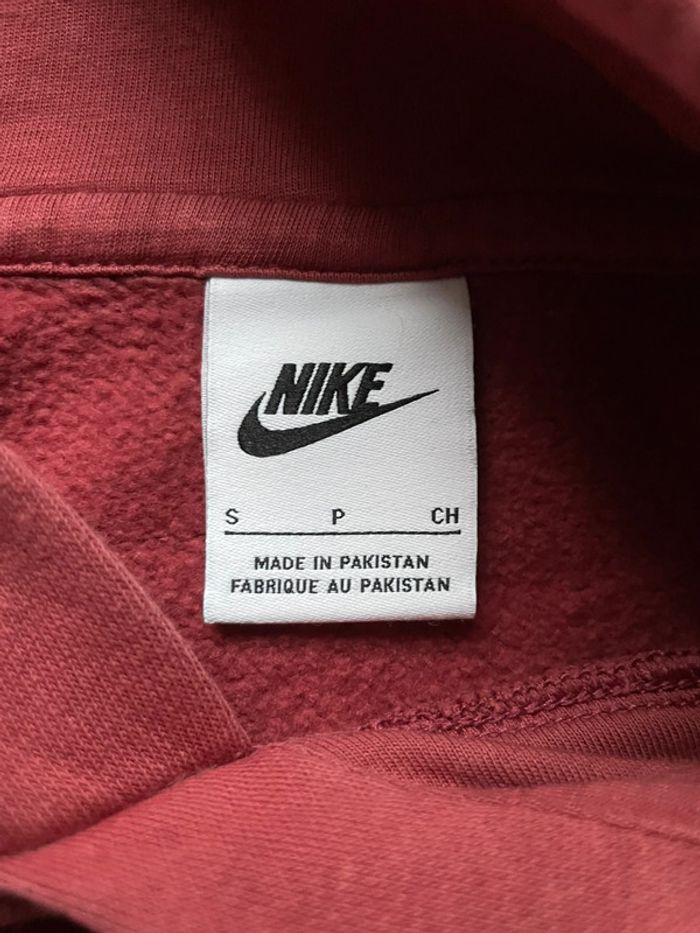 NIKE
S P CH
MADE IN PAKISTAN
FABRIQUE AU PAKISTAN